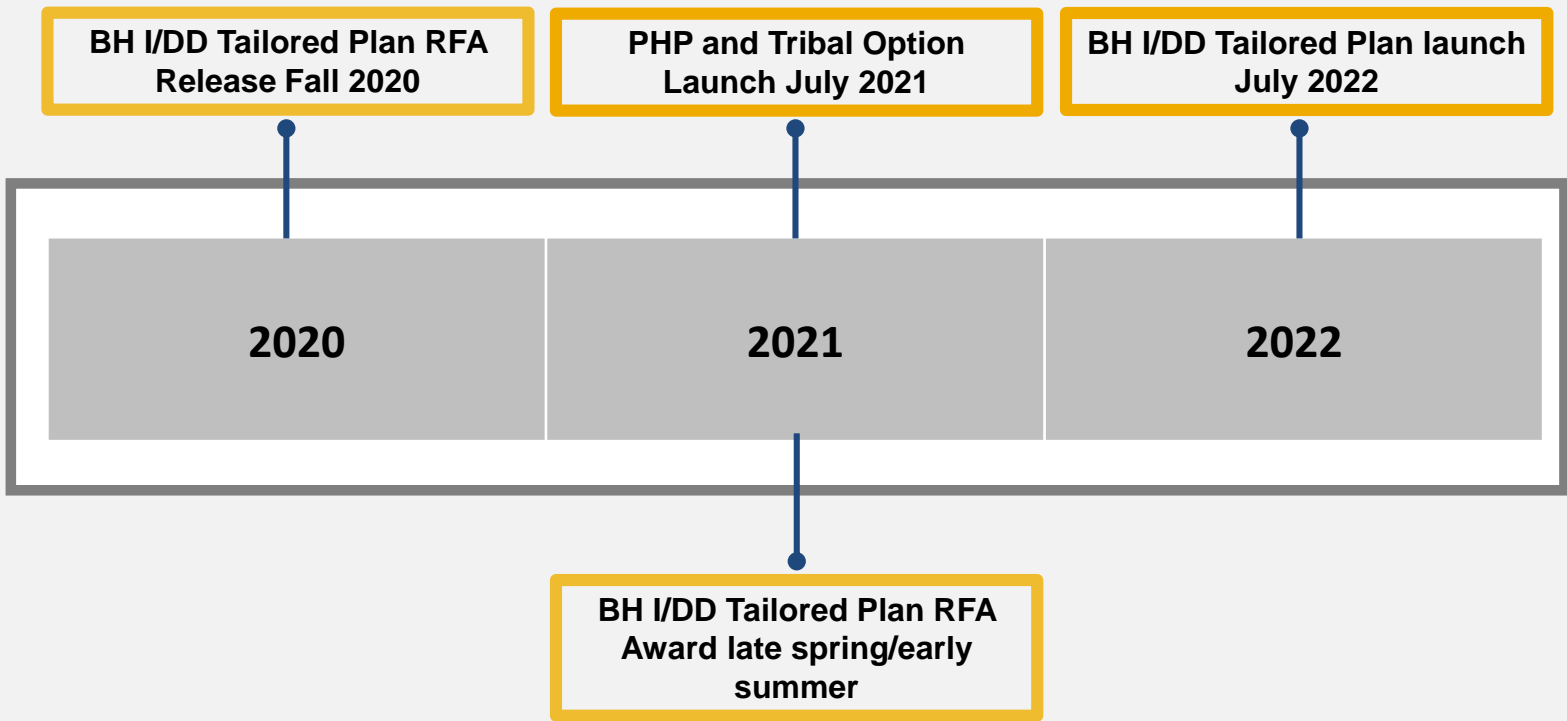 BH I/DD Tailored Plan RFA
Release Fall 2020
PHP and Tribal Option
Launch July 2021
BH I/DD Tailored Plan launch
July 2022
2020
2021
2022
BH I/DD Tailored Plan RFA
Award late spring/early
summer